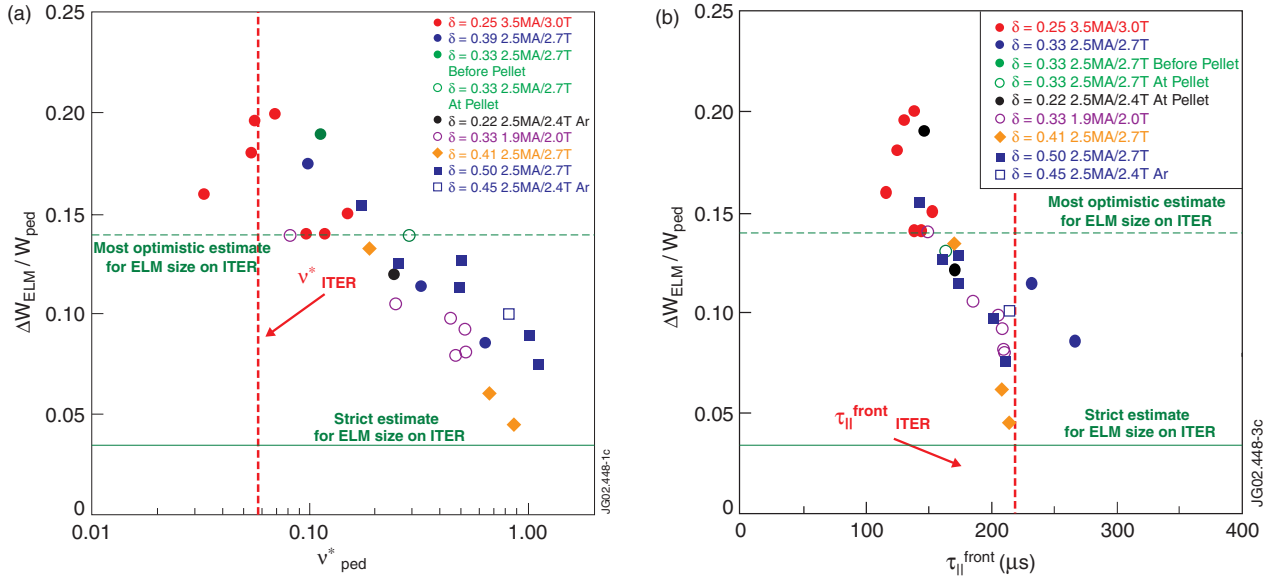 (a)
0.25
0.20
0.15
0.10
0.05
0
ΔW_ELM / W_ped
0.01
0.10
1.00
ν*_ped
δ = 0.25 3.5MA/3.0T
δ = 0.39 2.5MA/2.7T
δ = 0.33 2.5MA/2.7T
Before Pellet
δ = 0.33 2.5MA/2.7T
At Pellet
δ = 0.22 2.5MA/2.4T Ar
δ = 0.33 1.9MA/2.0T
δ = 0.41 2.5MA/2.7T
δ = 0.50 2.5MA/2.7T
δ = 0.45 2.5MA/2.4T Ar
Most optimistic estimate
for ELM size on ITER
ν*_ITER
Strict estimate
for ELM size on ITER
JG02.448-1c
(b)
0.25
0.20
0.15
0.10
0.05
0
ΔW_ELM / W_ped
0
100
200
300
400
τ_||^front (μs)
δ = 0.25 3.5MA/3.0T
δ = 0.33 2.5MA/2.7T
δ = 0.33 2.5MA/2.7T Before Pellet
δ = 0.33 2.5MA/2.7T At Pellet
δ = 0.22 2.5MA/2.4T At Pellet
δ = 0.33 1.9MA/2.0T
δ = 0.41 2.5MA/2.7T
δ = 0.50 2.5MA/2.7T
δ = 0.45 2.5MA/2.4T Ar
Most optimistic estimate
for ELM size on ITER
τ_||^front_ITER
Strict estimate
for ELM size on ITER
JG02.448-3c